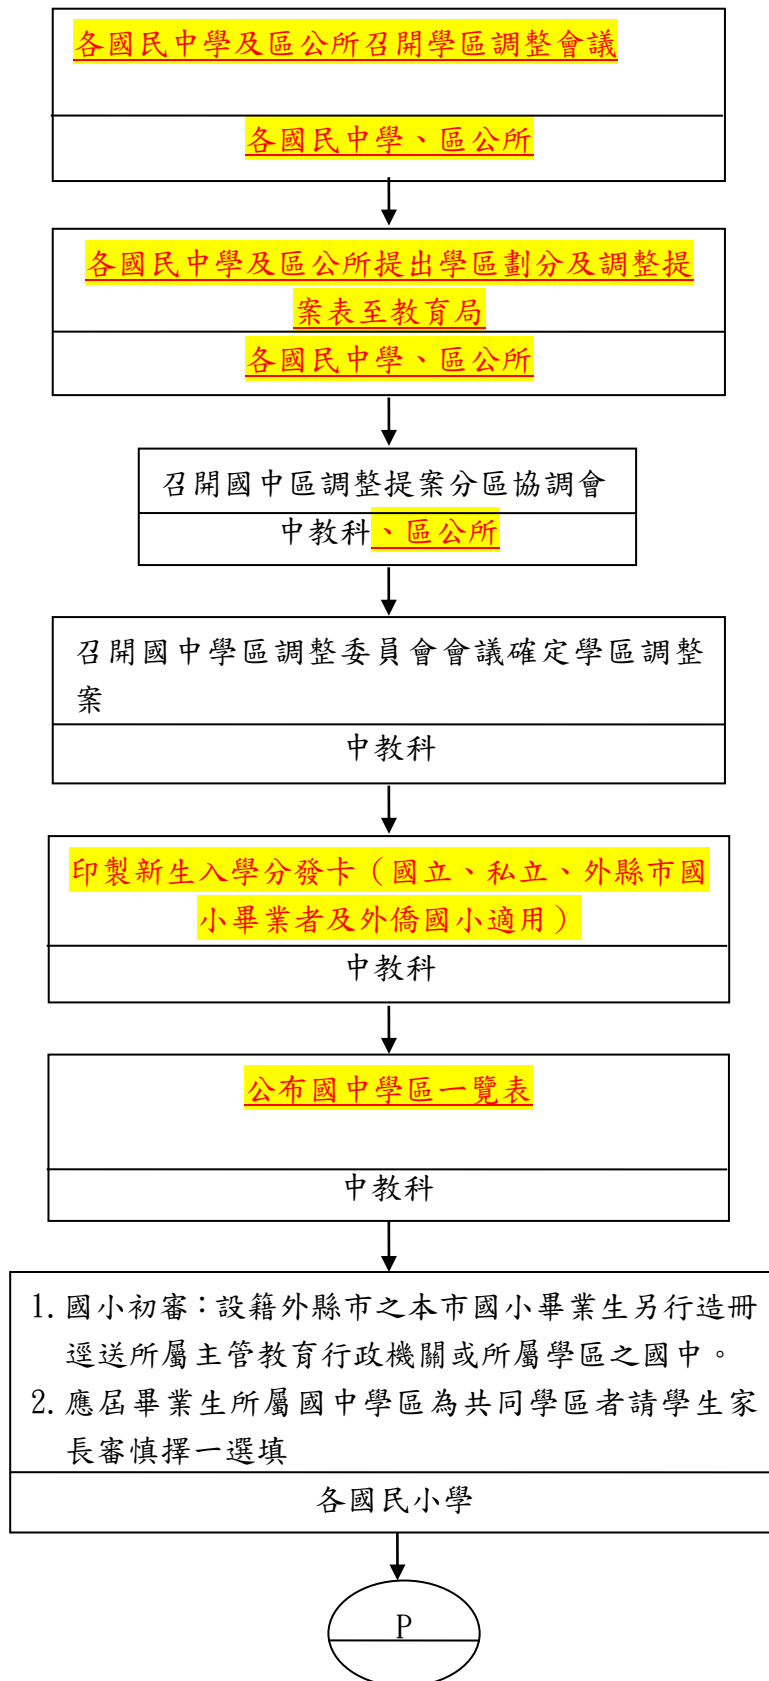 各國民中學及區公所召開學區調整會議
各國民中學、區公所
各國民中學及區公所提出學區劃分及調整提
案表至教育局
各國民中學、區公所
召開國中區調整提案分區協調會
中教科、區公所
召開國中學區調整委員會會議確定學區調整
案
中教科
印製新生入學分發卡（國立、私立、外縣市國
小畢業者及外僑國小適用）
中教科
公布國中學區一覽表
中教科
1. 國小初審：設籍外縣市之本市國小畢業生另行造冊
逕送所屬主管教育行政機關或所屬學區之國中。
2. 應屆畢業生所屬國中學區為共同學區者請學生家
長審慎擇一選填
各國民小學
P